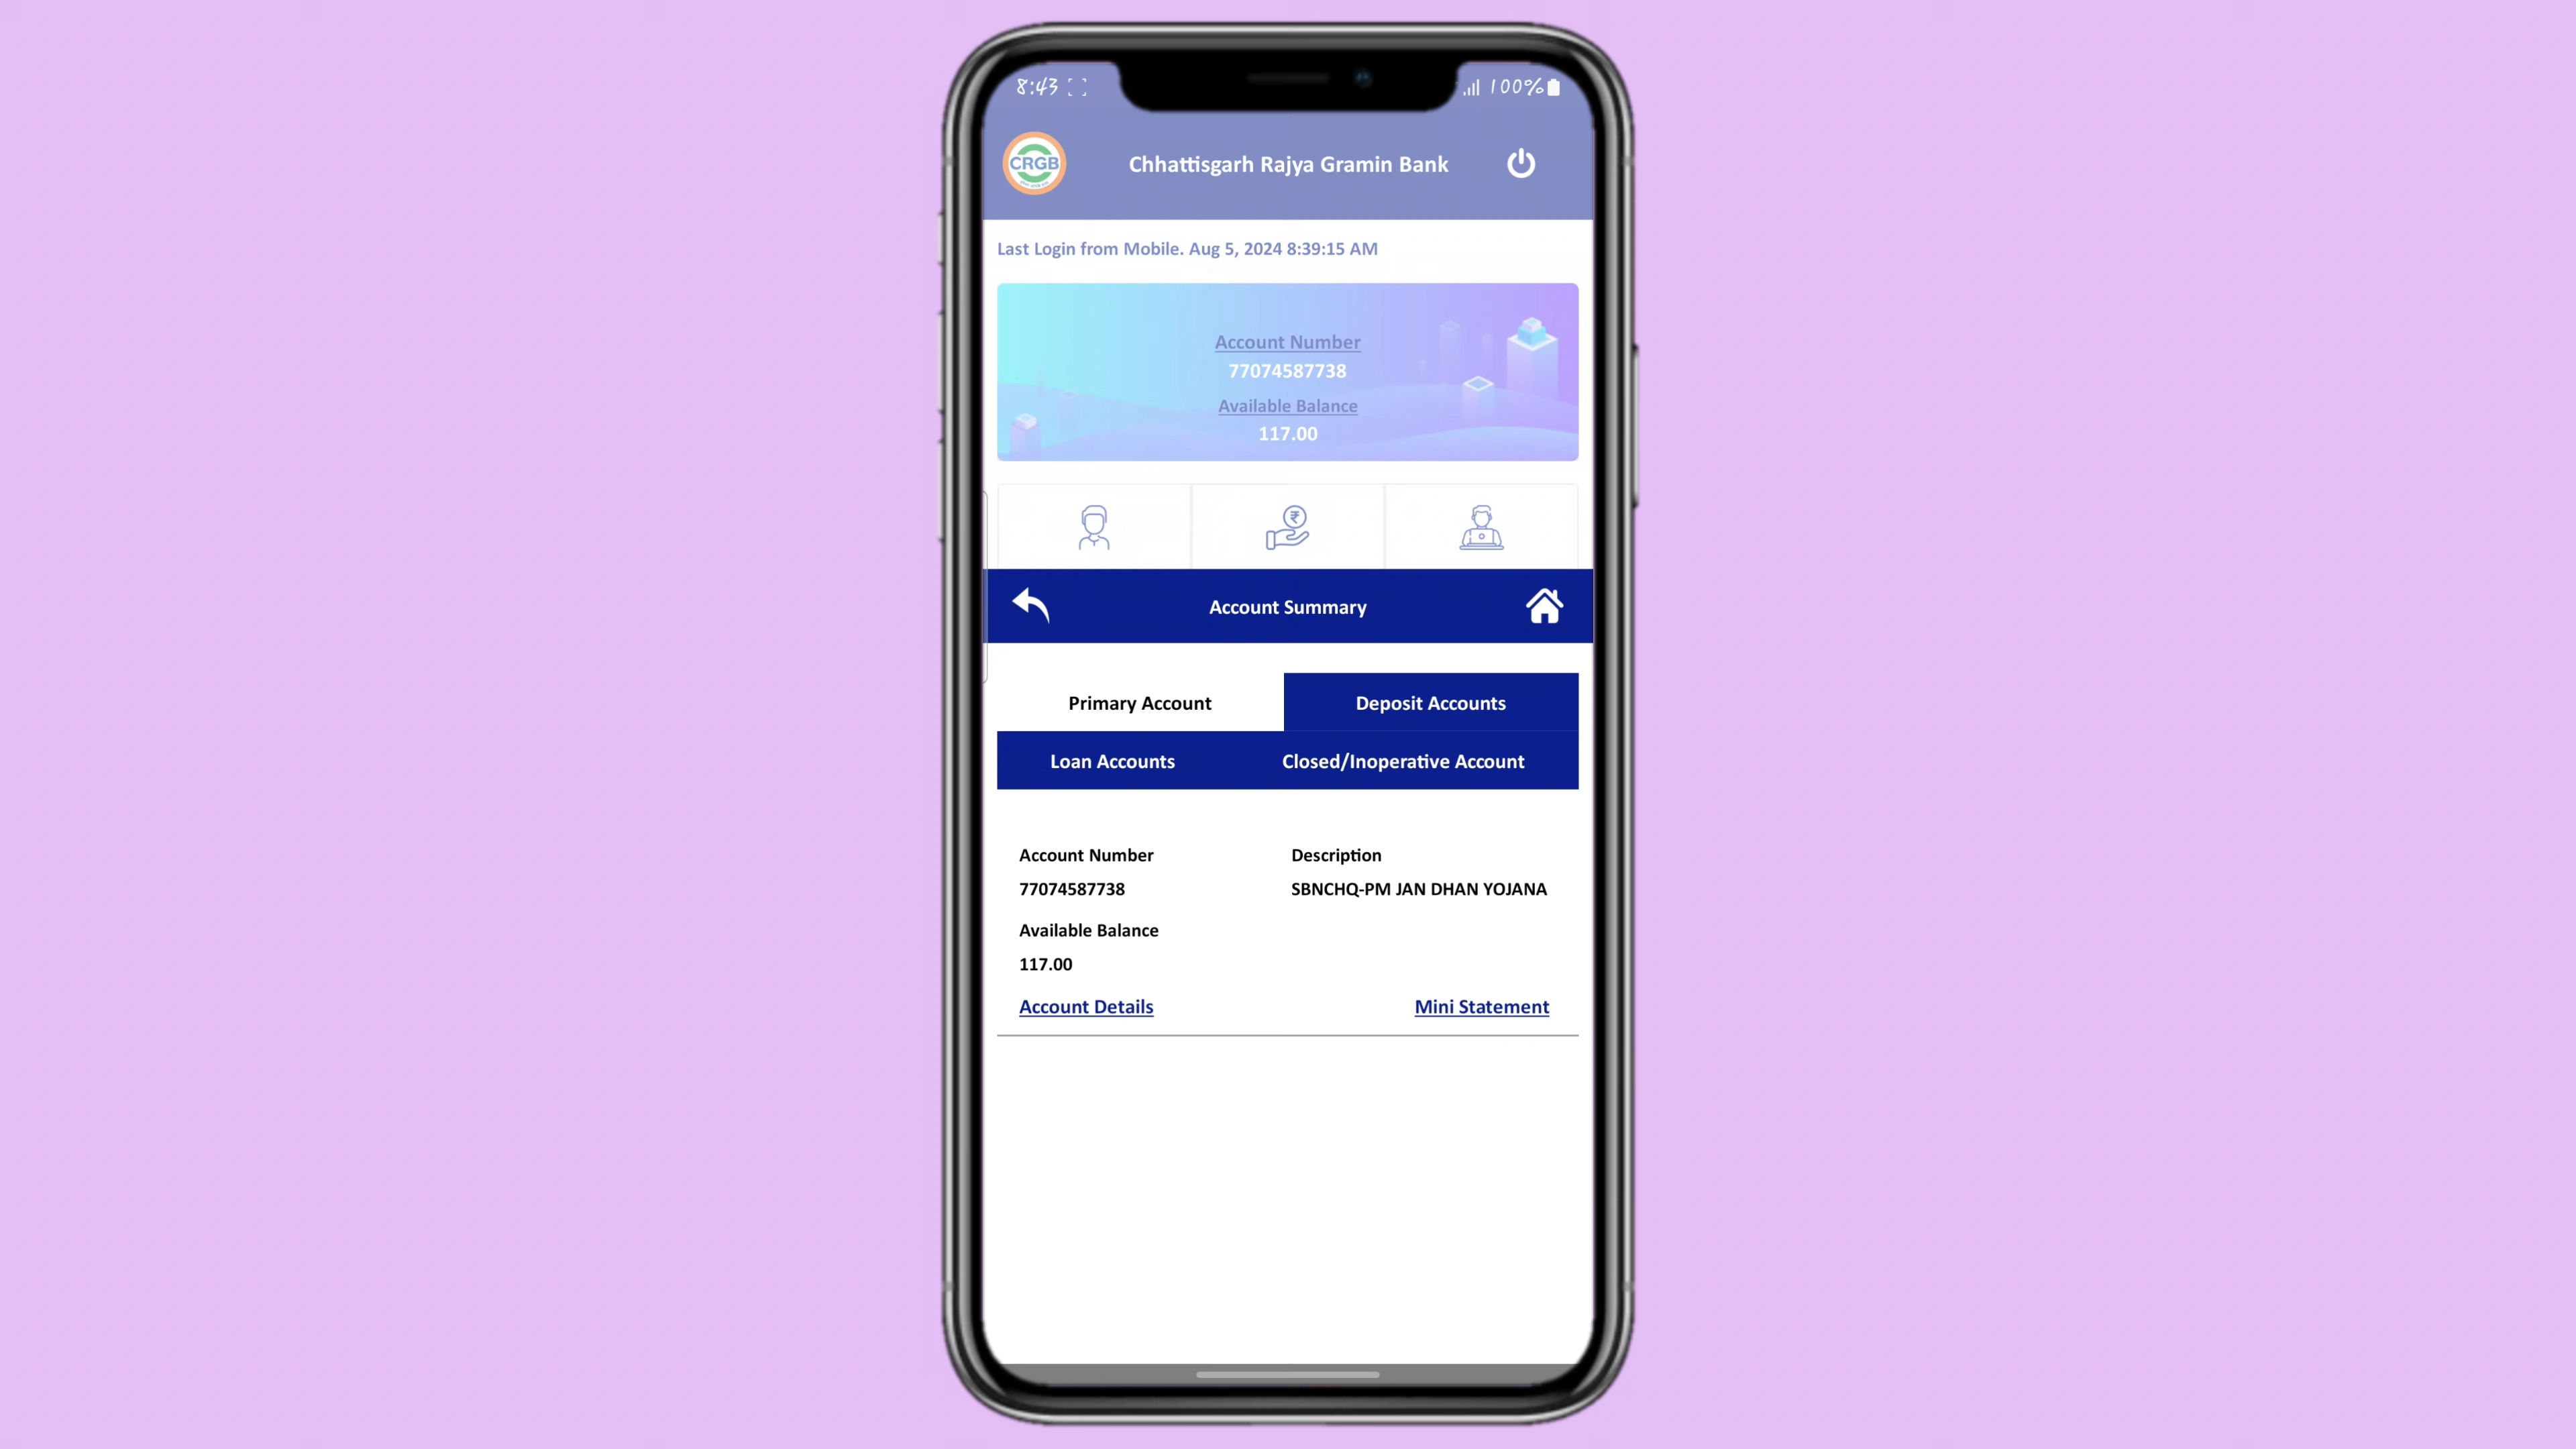 8:43
100%
CRGB
Chhattisgarh Rajya Gramin Bank
Last Login from Mobile. Aug 5, 2024 8:39:15 AM
Account Number
77074587738
Available Balance
117.00
Account Summary
Primary Account
Deposit Accounts
Loan Accounts
Closed/Inoperative Account
Account Number
Description
77074587738
SBNCHQ-PM JAN DHAN YOJANA
Available Balance
117.00
Account Details
Mini Statement